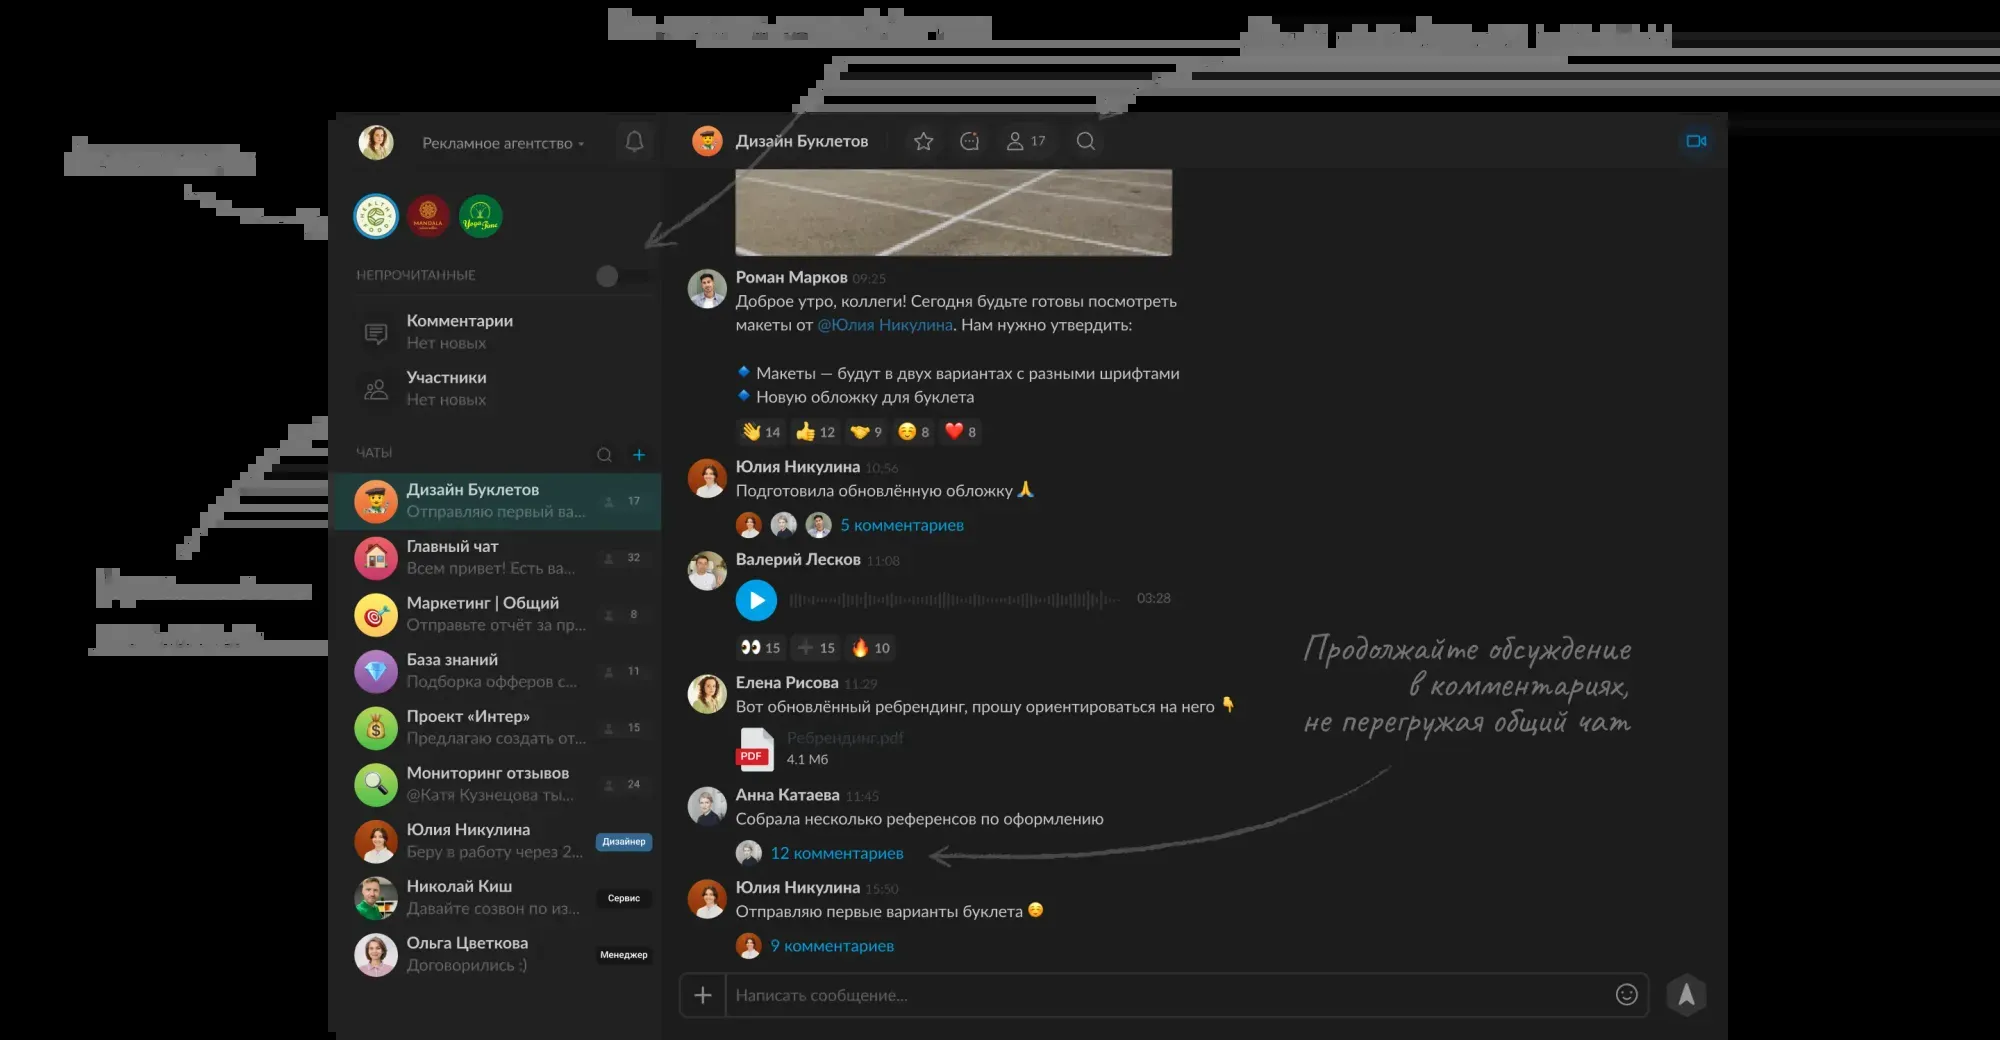 Рекламное агентство
HEALTHY FOOD
MANDALA
Yoga Time
НЕПРОЧИТАННЫЕ
Комментарии
Нет новых
Участники
Нет новых
ЧАТЫ
Дизайн Буклетов
17
Отправляю первый ва...
Главный чат
32
Всем привет! Есть ва...
Маркетинг | Общий
8
Отправьте отчёт за пр...
База знаний
11
Подборка офферов с...
Проект «Интер»
15
Предлагаю создать от...
Мониторинг отзывов
24
@Катя Кузнецова ты...
Юлия Никулина
Дизайнер
Беру в работу через 2...
Николай Киш
Сервис
Давайте созвон по из...
Ольга Цветкова
Менеджер
Договорились :)
Дизайн Буклетов
17
Роман Марков 09:25
Доброе утро, коллеги! Сегодня будьте готовы посмотреть
макеты от @Юлия Никулина. Нам нужно утвердить:
🔹 Макеты — будут в двух вариантах с разными шрифтами
🔹 Новую обложку для буклета
👋 14 👍 12 🤝 9 ☺️ 8 ❤️ 8
Юлия Никулина 10:56
Подготовила обновлённую обложку 🙏
5 комментариев
Валерий Лесков 11:08
03:28
👀 15 ➕ 15 🔥 10
Елена Рисова 11:29
Вот обновлённый ребрендинг, прошу ориентироваться на него 👇
PDF
Ребрендинг.pdf
4.1 Мб
Анна Катаева 11:45
Собрала несколько референсов по оформлению
12 комментариев
Юлия Никулина 15:50
Отправляю первые варианты буклета ☺️
9 комментариев
Написать сообщение...
Продолжайте обсуждение
в комментариях,
не перегружая общий чат